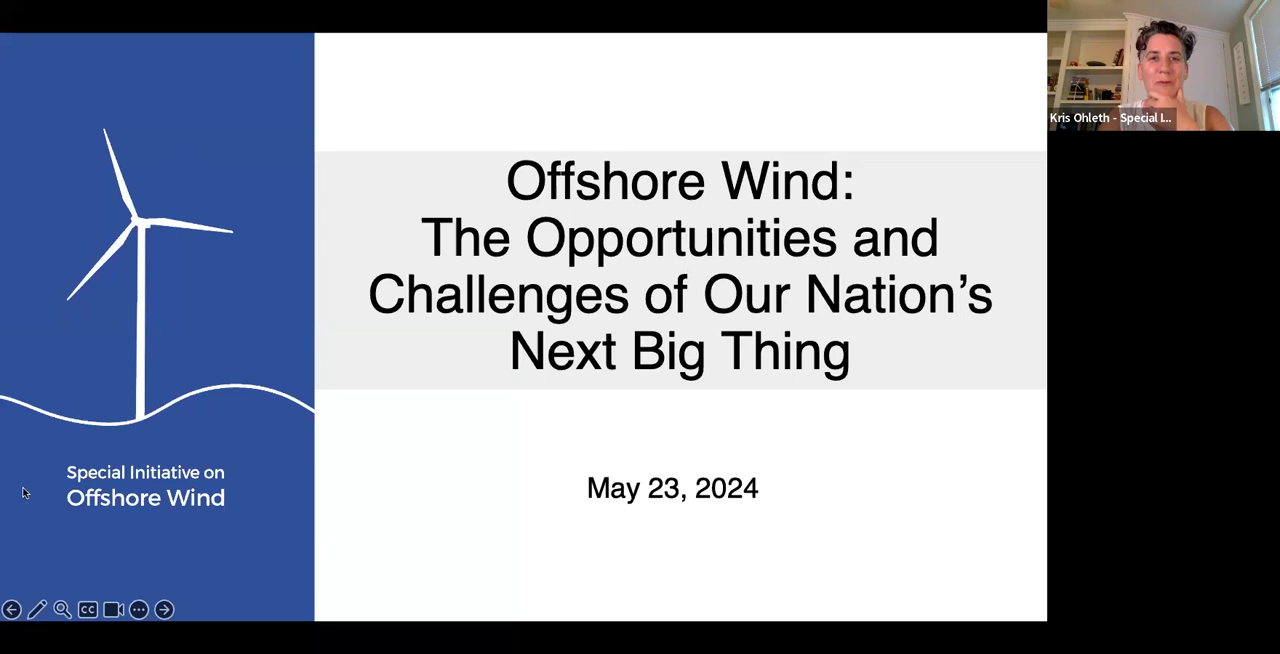 Offshore Wind:
The Opportunities and
Challenges of Our Nation’s
Next Big Thing
May 23, 2024
Special Initiative on
Offshore Wind
Kris Ohleth - Special I...
CC